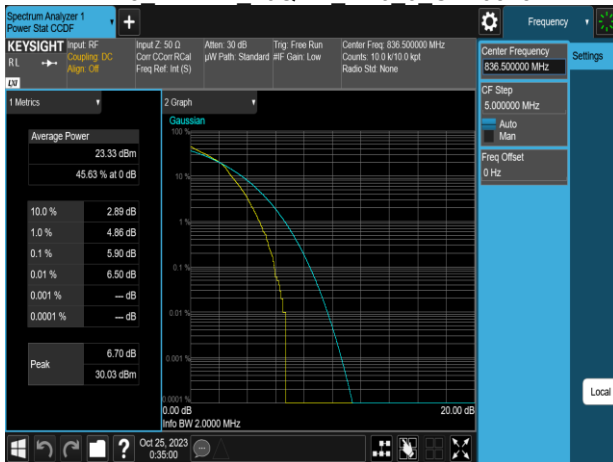 Spectrum Analyzer 1
Power Stat CCDF
Frequency
KEYSIGHT
RL
LXI
Input: RF
Coupling: DC
Align: Off
Input Z: 50 Ω
Corr CCorr RCal
Freq Ref: Int (S)
Atten: 30 dB
µW Path: Standard
Trig: Free Run
#IF Gain: Low
Center Freq: 836.500000 MHz
Counts: 10.0 k/10.0 kpt
Radio Std: None
Center Frequency
836.500000 MHz
Settings
CF Step
5.000000 MHz
Auto
Man
Freq Offset
0 Hz
Local
1 Metrics
Average Power
23.33 dBm
45.63 % at 0 dB
10.0 % 2.89 dB
1.0 % 4.86 dB
0.1 % 5.90 dB
0.01 % 6.50 dB
0.001 % --- dB
0.0001 % --- dB
Peak
6.70 dB
30.03 dBm
2 Graph
Gaussian
100 %
10 %
1 %
0.1 %
0.01 %
0.001 %
0.0001 %
0.00 dB
20.00 dB
Info BW 2.0000 MHz
?
Oct 25, 2023
0:35:00